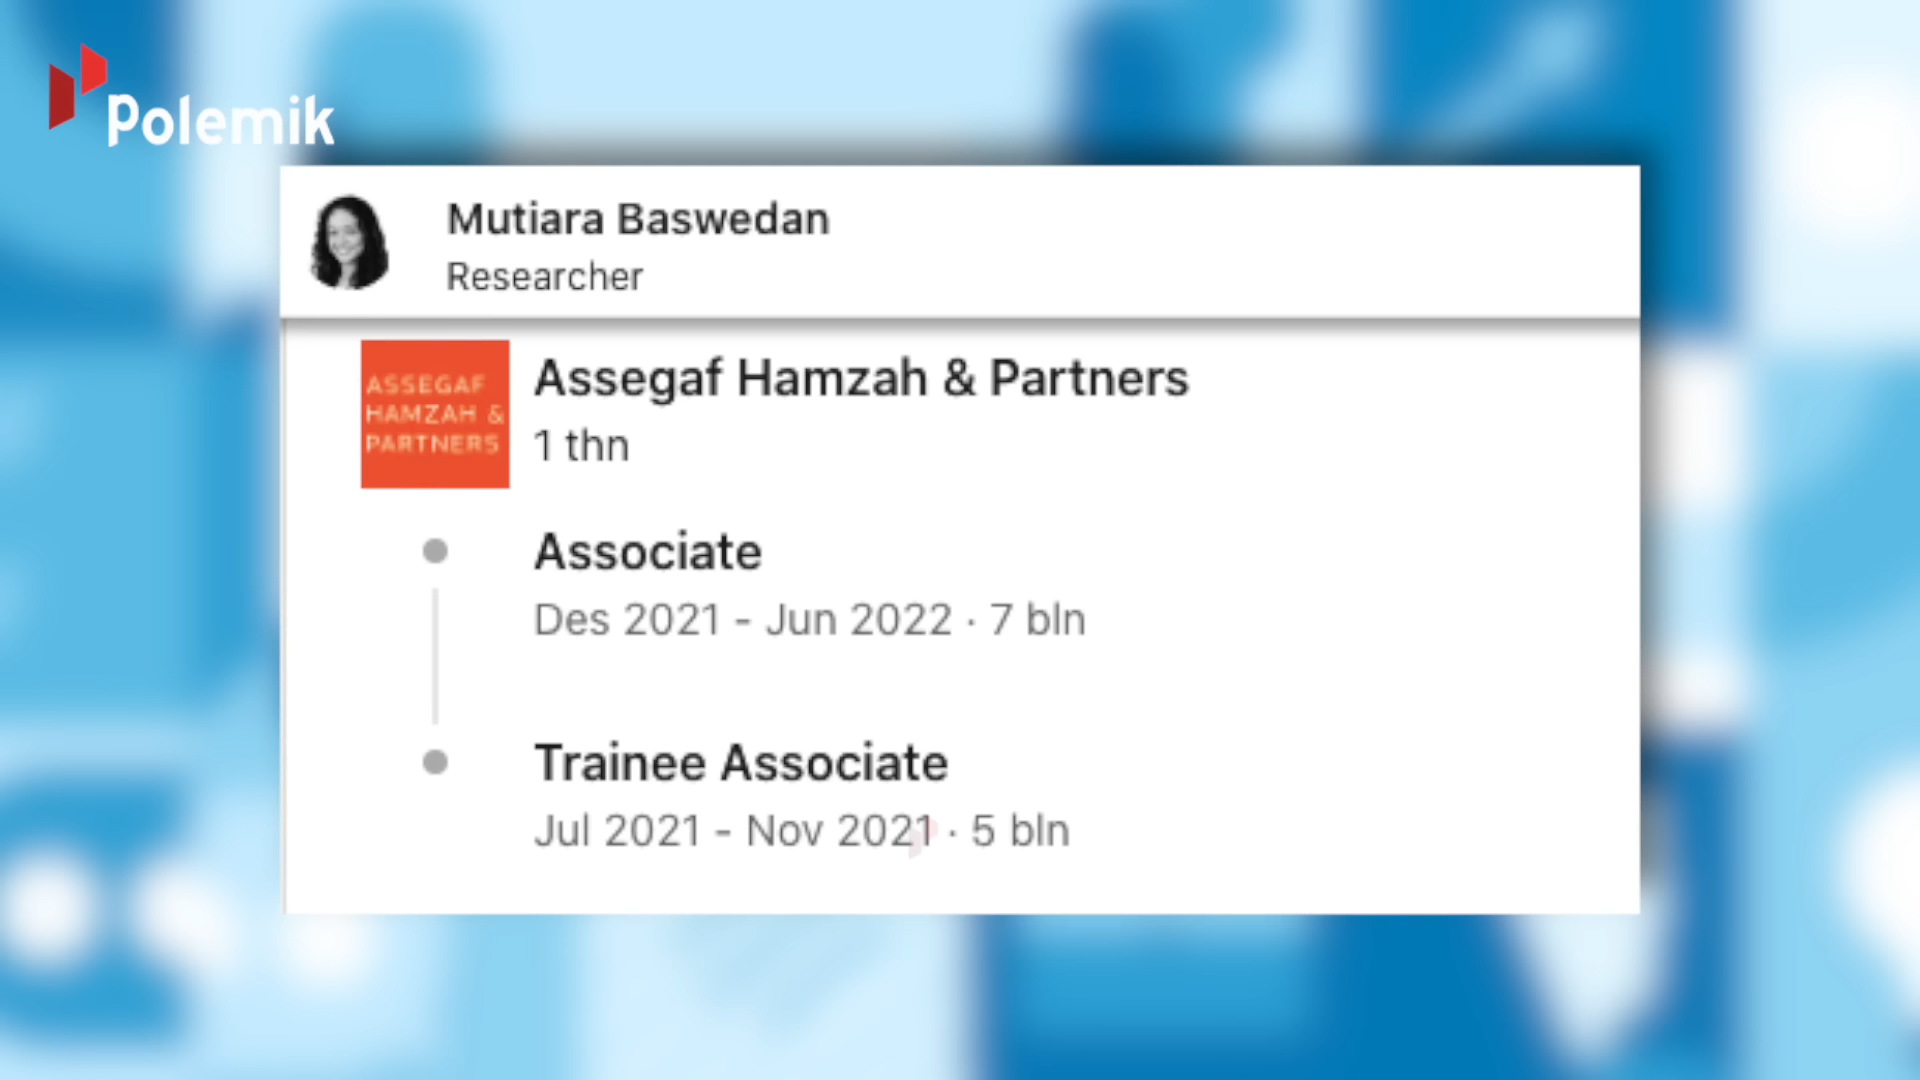 Polemik
Mutiara Baswedan
Researcher
ASSEGAF
HAMZAH &
PARTNERS
Assegaf Hamzah & Partners
1 thn
Associate
Des 2021 - Jun 2022 · 7 bln
Trainee Associate
Jul 2021 - Nov 2021 · 5 bln